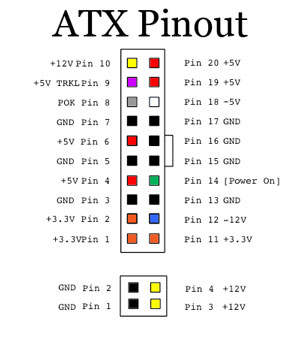 ATX Pinout
+12V Pin 10 Pin 20 +5V
+5V TRKL Pin 9 Pin 19 +5V
POK Pin 8 Pin 18 -5V
GND Pin 7 Pin 17 GND
+5V Pin 6 Pin 16 GND
GND Pin 5 Pin 15 GND
+5V Pin 4 Pin 14 [Power On]
GND Pin 3 Pin 13 GND
+3.3V Pin 2 Pin 12 -12V
+3.3VPin 1 Pin 11 +3.3V
GND Pin 2 Pin 4 +12V
GND Pin 1 Pin 3 +12V